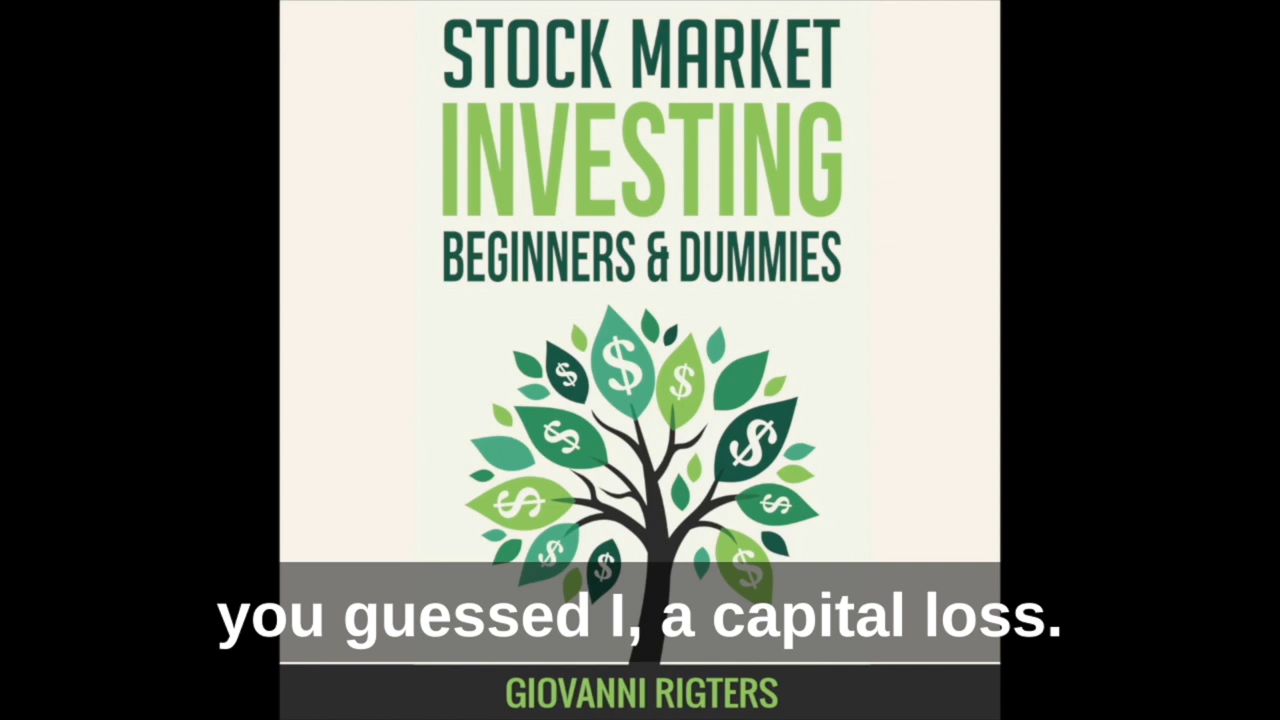 STOCK MARKET
INVESTING
BEGINNERS & DUMMIES
$ $ $ $ $ $ $ $ $ $
you guessed I, a capital loss.
GIOVANNI RIGTERS